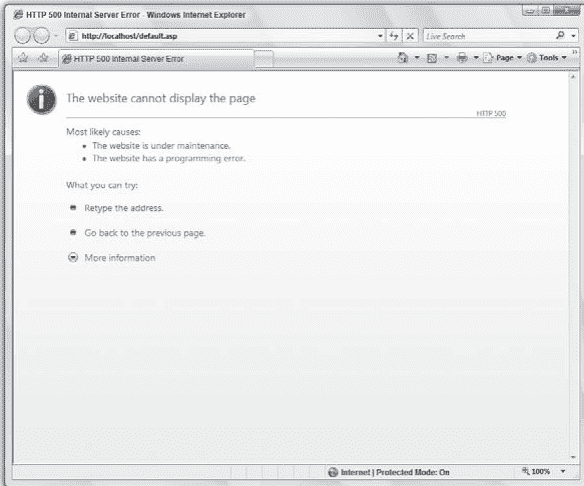 HTTP 500 Internal Server Error - Windows Internet Explorer
http://localhost/default.asp
Live Search
HTTP 500 Internal Server Error
Page
Tools
The website cannot display the page
HTTP 500
Most likely causes:
• The website is under maintenance.
• The website has a programming error.
What you can try:
Retype the address.
Go back to the previous page.
More information
Internet | Protected Mode: On
100%